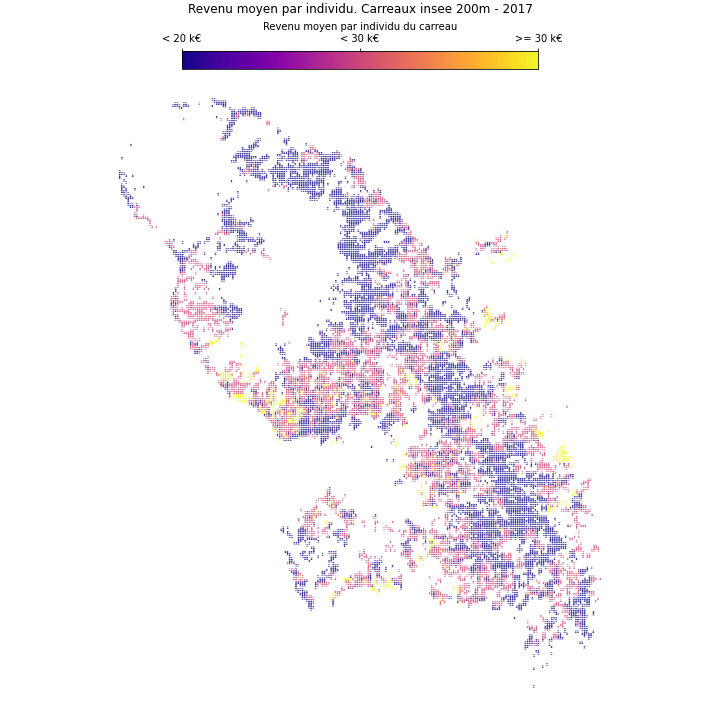 Revenu moyen par individu. Carreaux insee 200m - 2017
Revenu moyen par individu du carreau
< 20 k€ < 30 k€ >= 30 k€